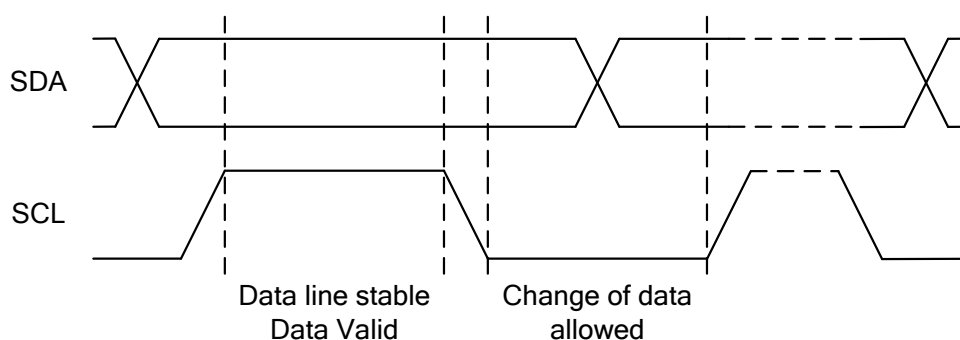 SDA
SCL
Data line stable
Data Valid
Change of data
allowed